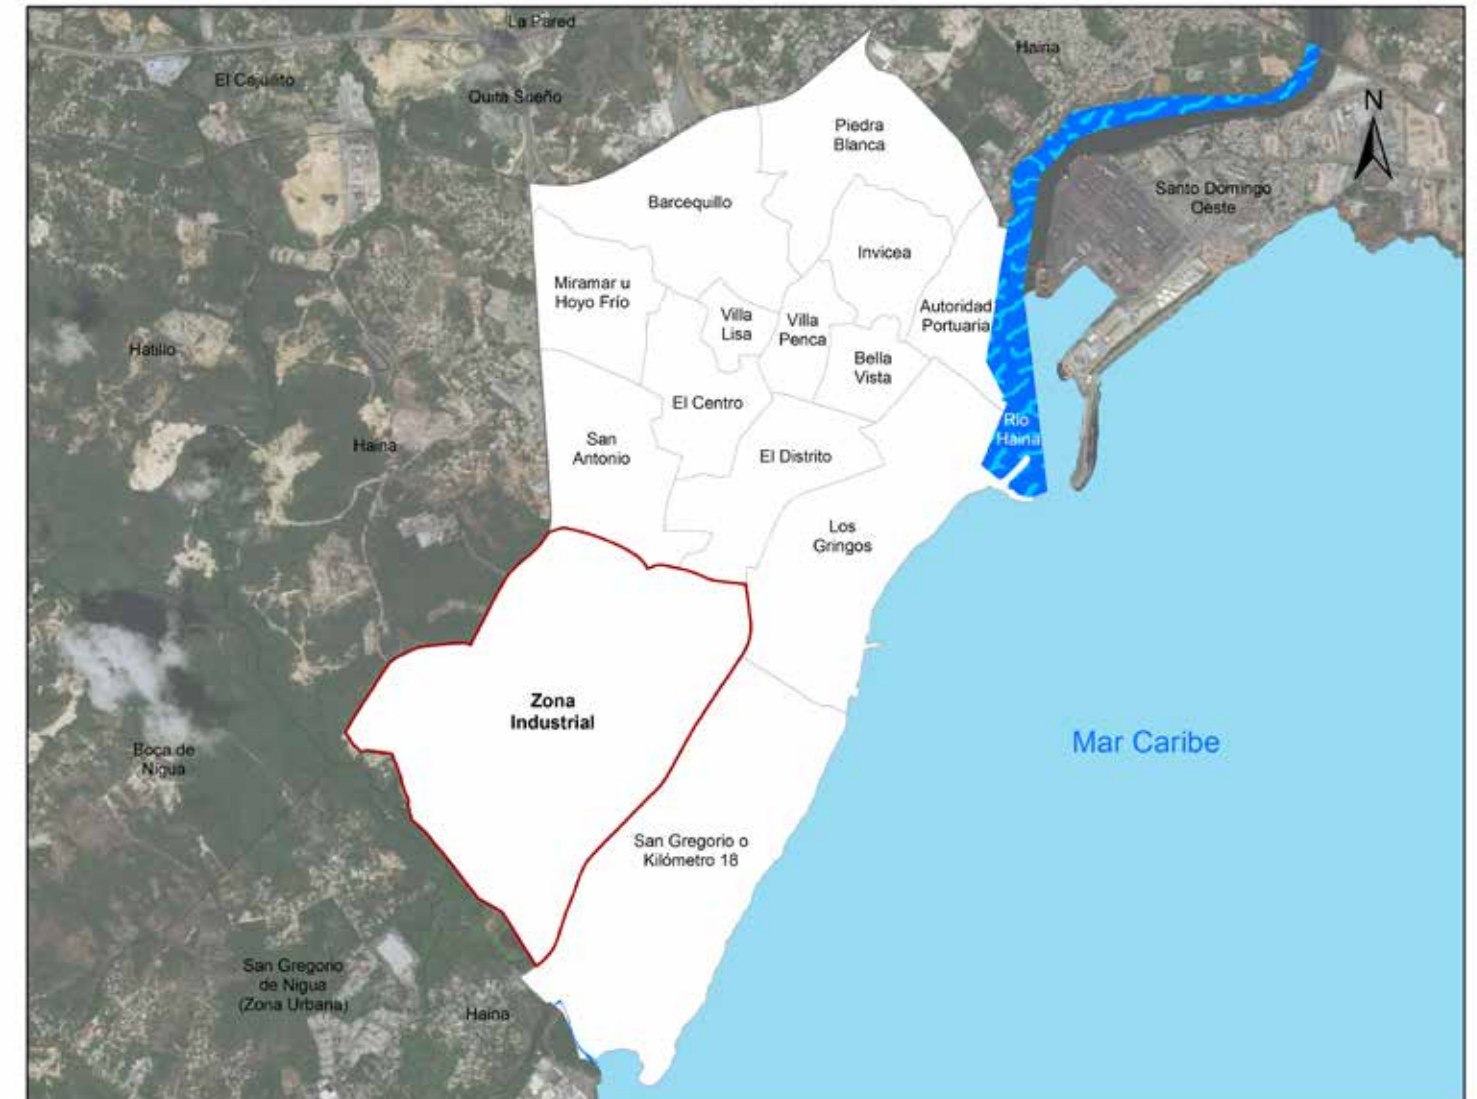 La Pared
Haina
El Cajulito
Quita Sueño
N
Piedra
Blanca
Santo Domingo
Oeste
Barcequillo
Invicea
Miramar u
Hoyo Frío
Autoridad
Portuaria
Villa
Lisa
Villa
Penca
Hatillo
Bella
Vista
El Centro
Río
Haina
Haina
San
Antonio
El Distrito
Los
Gringos
Zona
Industrial
Mar Caribe
Boca de
Nigua
San Gregorio o
Kilómetro 18
San Gregorio
de Nigua
(Zona Urbana)
Haina